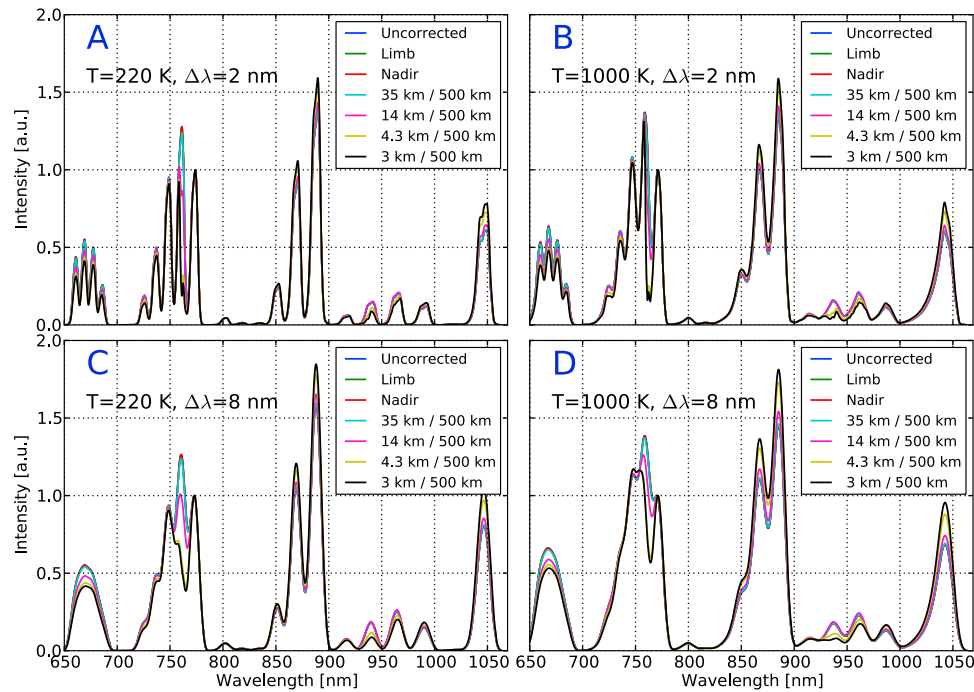 A
T=220 K, Δλ=2 nm
Uncorrected
Limb
Nadir
35 km / 500 km
14 km / 500 km
4.3 km / 500 km
3 km / 500 km
2.0
1.5
1.0
0.5
0.0
Intensity [a.u.]
B
T=1000 K, Δλ=2 nm
Uncorrected
Limb
Nadir
35 km / 500 km
14 km / 500 km
4.3 km / 500 km
3 km / 500 km
C
T=220 K, Δλ=8 nm
Uncorrected
Limb
Nadir
35 km / 500 km
14 km / 500 km
4.3 km / 500 km
3 km / 500 km
2.0
1.5
1.0
0.5
0.0
Intensity [a.u.]
650 700 750 800 850 900 950 1000 1050
Wavelength [nm]
D
T=1000 K, Δλ=8 nm
Uncorrected
Limb
Nadir
35 km / 500 km
14 km / 500 km
4.3 km / 500 km
3 km / 500 km
650 700 750 800 850 900 950 1000 1050
Wavelength [nm]